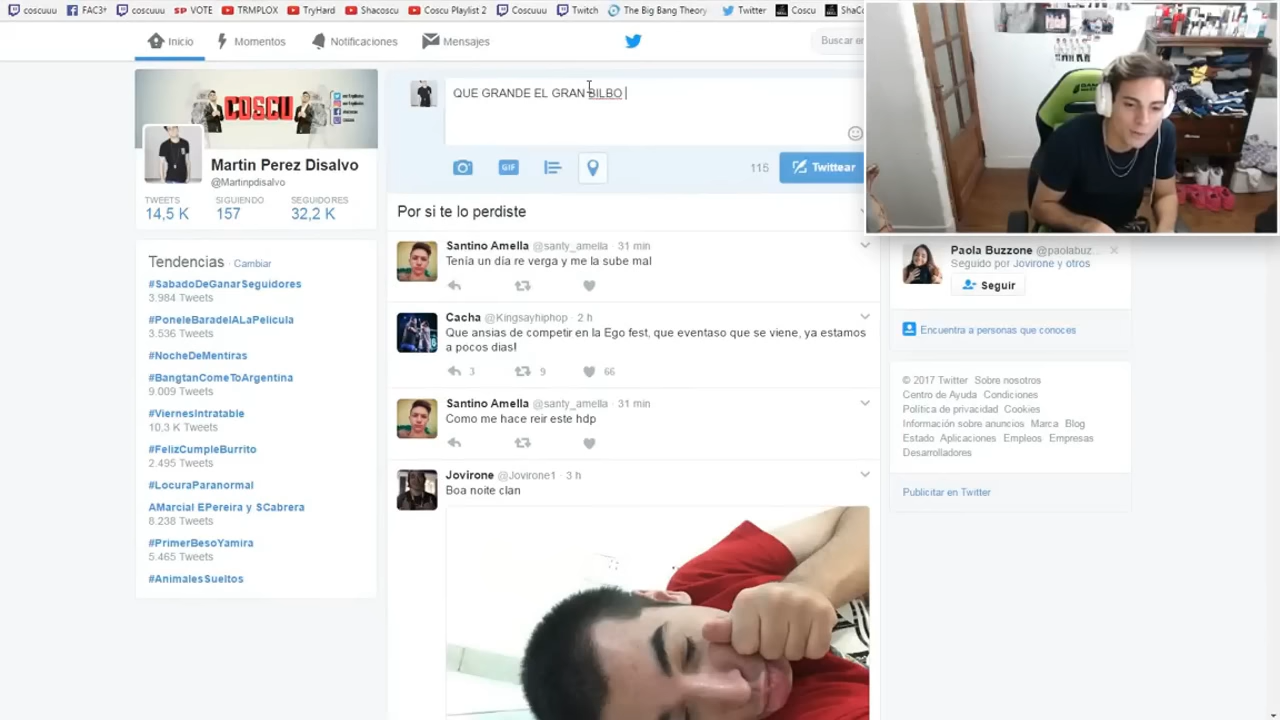 coscuuu FAC3+ coscuuu SP VOTE TRMPLOX TryHard Shacoscu Coscu Playlist 2 Coscuuu Twitch The Big Bang Theory Twitter Coscu ShaCo
Inicio Momentos Notificaciones Mensajes Buscar en
COSCU
QUE GRANDE EL GRAN BILBO
Martin Perez Disalvo
@Martinpdisalvo
TWEETS SIGUIENDO SEGUIDORES
14,5 K 157 32,2 K
GIF 115 Twittear
Tendencias · Cambiar
#SabadoDeGanarSeguidores
3.984 Tweets
#PoneleBaradelALaPelicula
3.536 Tweets
#NocheDeMentiras
#BangtanComeToArgentina
9.009 Tweets
#ViernesIntratable
10,3 K Tweets
#FelizCumpleBurrito
2.495 Tweets
#LocuraParanormal
AMarcial EPereira y SCabrera
8.238 Tweets
#PrimerBesoYamira
5.465 Tweets
#AnimalesSueltos
Por si te lo perdiste
Santino Amella @santy_amella · 31 min
Tenía un día re verga y me la sube mal
Cacha @Kingsayhiphop · 2 h
Que ansias de competir en la Ego fest, que eventaso que se viene, ya estamos
a pocos dias!
3 9 66
Santino Amella @santy_amella · 31 min
Como me hace reir este hdp
Jovirone @Jovirone1 · 3 h
Boa noite clan
Paola Buzzone @paolabuz...
Seguido por Jovirone y otros
Seguir
Encuentra a personas que conoces
© 2017 Twitter Sobre nosotros
Centro de Ayuda Condiciones
Política de privacidad Cookies
Información sobre anuncios Marca Blog
Estado Aplicaciones Empleos Empresas
Desarrolladores
Publicitar en Twitter